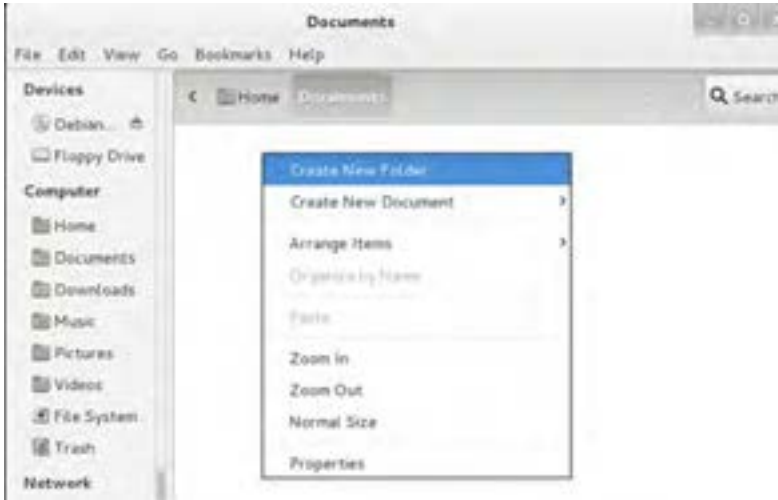 Documents
File Edit View Go Bookmarks Help
Devices
Debian...
Floppy Drive
Computer
Home
Documents
Downloads
Music
Pictures
Videos
File System
Trash
Network
Home Documents
Search
Create New Folder
Create New Document
Arrange Items
Organize by Name
Paste
Zoom In
Zoom Out
Normal Size
Properties